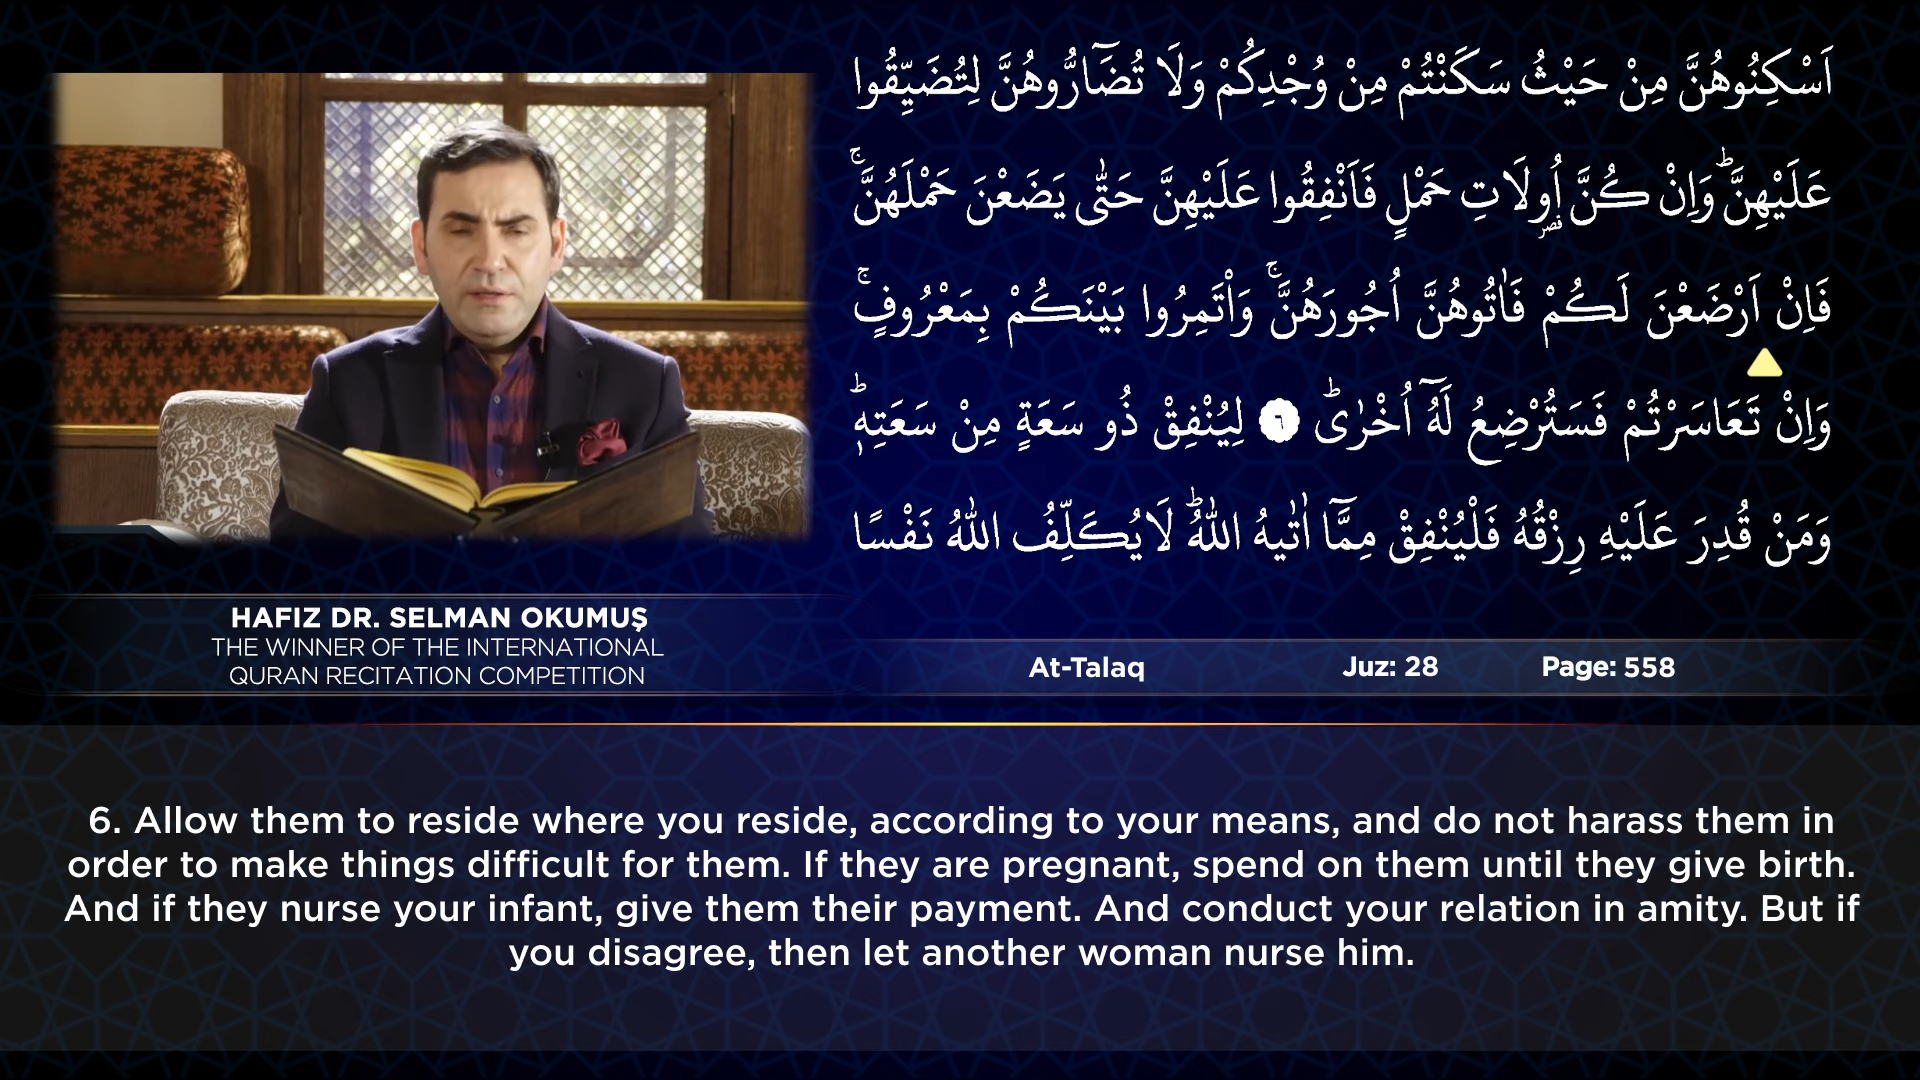 اَسْكِنُوهُنَّ مِنْ حَيْثُ سَكَنْتُمْ مِنْ وُجْدِكُمْ وَلَا تُضَٓارُّوهُنَّ لِتُضَيِّقُوا
عَلَيْهِنَّۜ وَاِنْ كُنَّ اُو۬لَاتِ حَمْلٍ فَاَنْفِقُوا عَلَيْهِنَّ حَتّٰى يَضَعْنَ حَمْلَهُنَّۚ
فَاِنْ اَرْضَعْنَ لَكُمْ فَاٰتُوهُنَّ اُجُورَهُنَّۚ وَأْتَمِرُوا بَيْنَكُمْ بِمَعْرُوفٍۚ
وَاِنْ تَعَاسَرْتُمْ فَسَتُرْضِعُ لَهُٓ اُخْرٰىۜ ٦ لِيُنْفِقْ ذُو سَعَةٍ مِنْ سَعَتِه۪ۜ
وَمَنْ قُدِرَ عَلَيْهِ رِزْقُهُ فَلْيُنْفِقْ مِمَّٓا اٰتٰيهُ اللّٰهُۜ لَا يُكَلِّفُ اللّٰهُ نَفْسًا
HAFIZ DR. SELMAN OKUMUŞ
THE WINNER OF THE INTERNATIONAL
QURAN RECITATION COMPETITION
At-Talaq Juz: 28 Page: 558
6. Allow them to reside where you reside, according to your means, and do not harass them in
order to make things difficult for them. If they are pregnant, spend on them until they give birth.
And if they nurse your infant, give them their payment. And conduct your relation in amity. But if
you disagree, then let another woman nurse him.